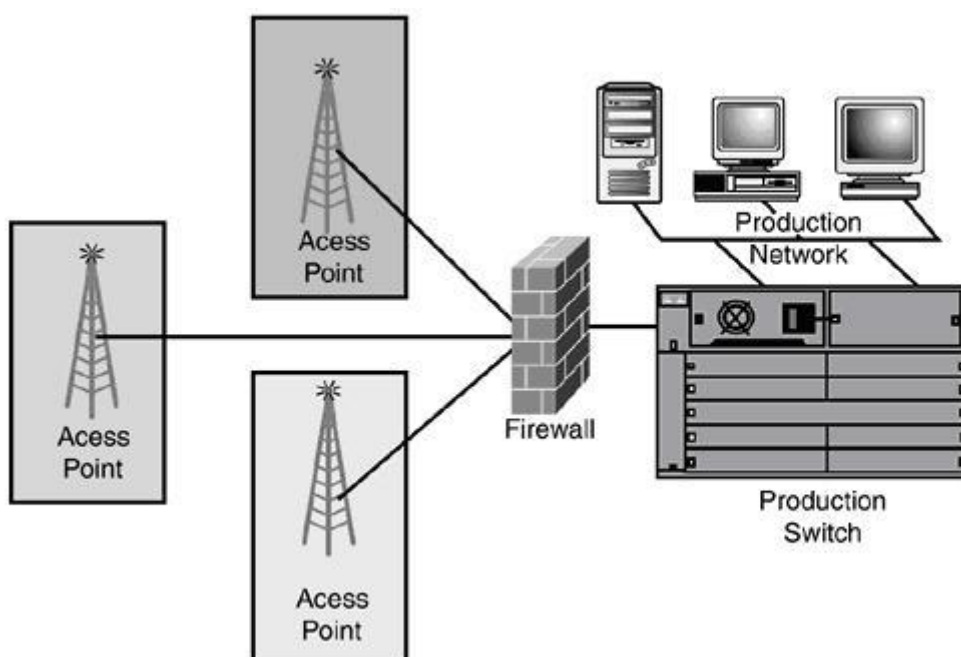 Acess
Point
Production
Network
Acess
Point
Firewall
Production
Switch
Acess
Point